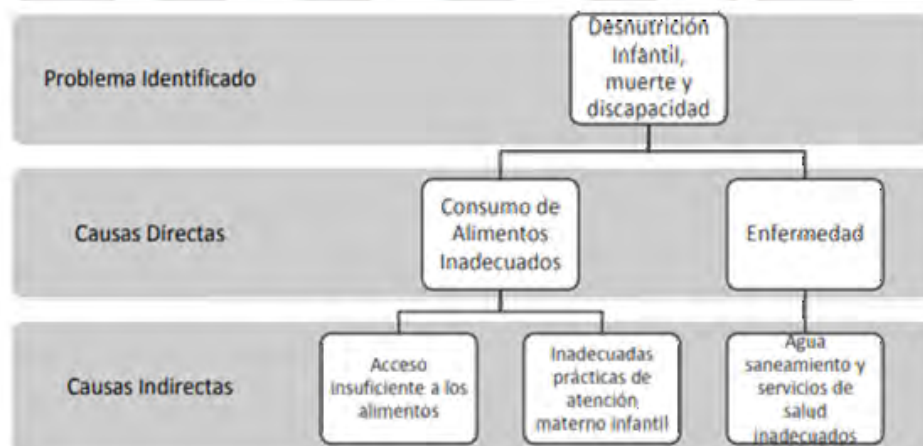 Problema Identificado
Desnutrición
Infántil,
muerte y
discapacidad
Causas Directas
Consumo de
Alimentos
Inadecuados
Enfermedad
Causas Indirectas
Acceso
insuficiente a los
alimentos
Inadecuadas
prácticas de
atención
materno infantil
Agua
saneamiento y
servicios de
salud
inadecuados